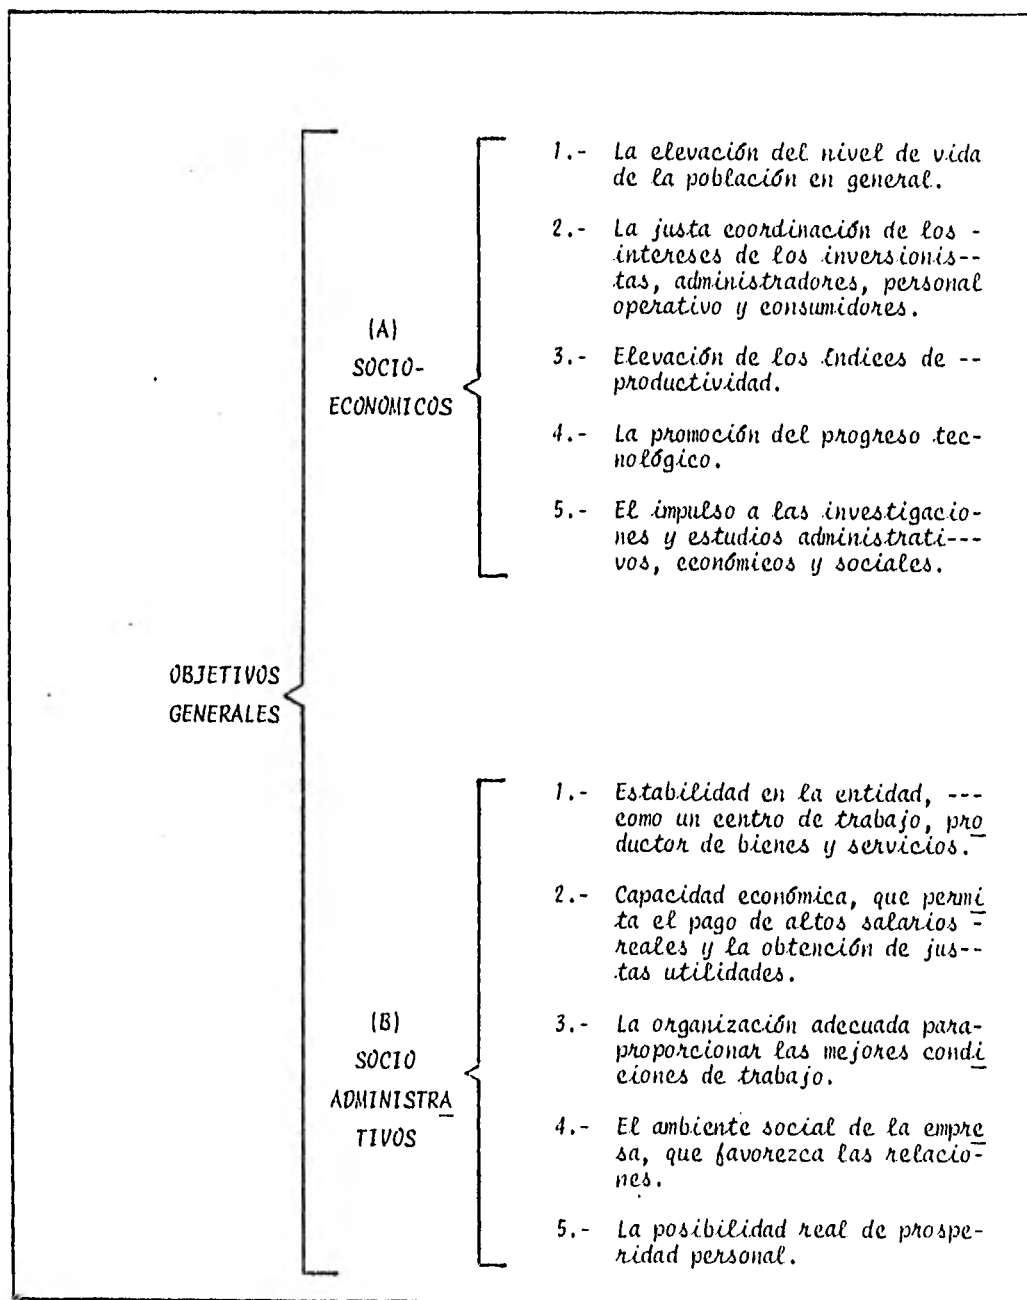 OBJETIVOS
GENERALES
(A)
SOCIO-
ECONOMICOS
1.- La elevación del nivel de vida
de la población en general.
2.- La justa coordinación de los -
intereses de los inversionis--
tas, administradores, personal
operativo y consumidores.
3.- Elevación de los índices de --
productividad.
4.- La promoción del progreso tec-
nológico.
5.- El impulso a las investigacio-
nes y estudios administrati---
vos, económicos y sociales.
(B)
SOCIO
ADMINISTRA
TIVOS
1.- Estabilidad en la entidad, ---
como un centro de trabajo, pro
ductor de bienes y servicios.
2.- Capacidad económica, que permi
ta el pago de altos salarios -
reales y la obtención de jus--
tas utilidades.
3.- La organización adecuada para-
proporcionar las mejores condi
ciones de trabajo.
4.- El ambiente social de la empre
sa, que favorezca las relacio-
nes.
5.- La posibilidad real de prospe-
ridad personal.